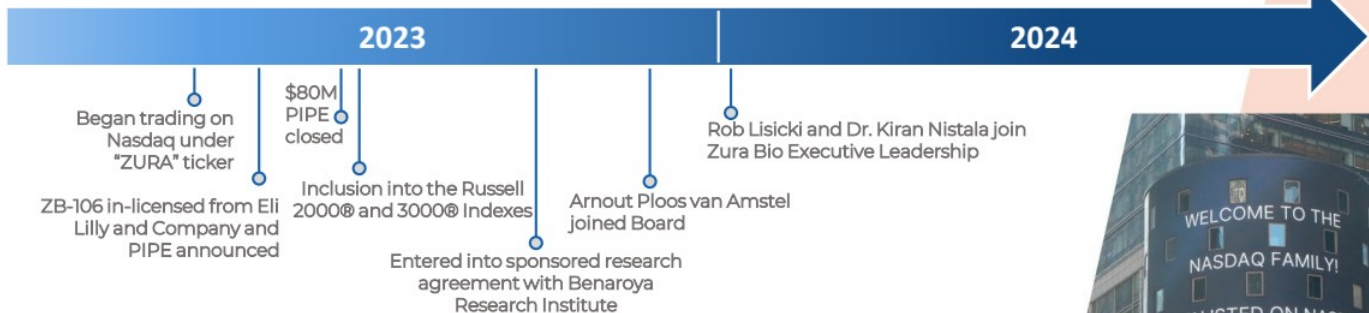 2023
2024
Began trading on
Nasdaq under
“ZURA” ticker
ZB-106 in-licensed from Eli
Lilly and Company and
PIPE announced
$80M
PIPE
closed
Inclusion into the Russell
2000® and 3000® Indexes
Entered into sponsored research
agreement with Benaroya
Research Institute
Arnout Ploos van Amstel
joined Board
Rob Lisicki and Dr. Kiran Nistala join
Zura Bio Executive Leadership
WELCOME TO THE
NASDAQ FAMILY!